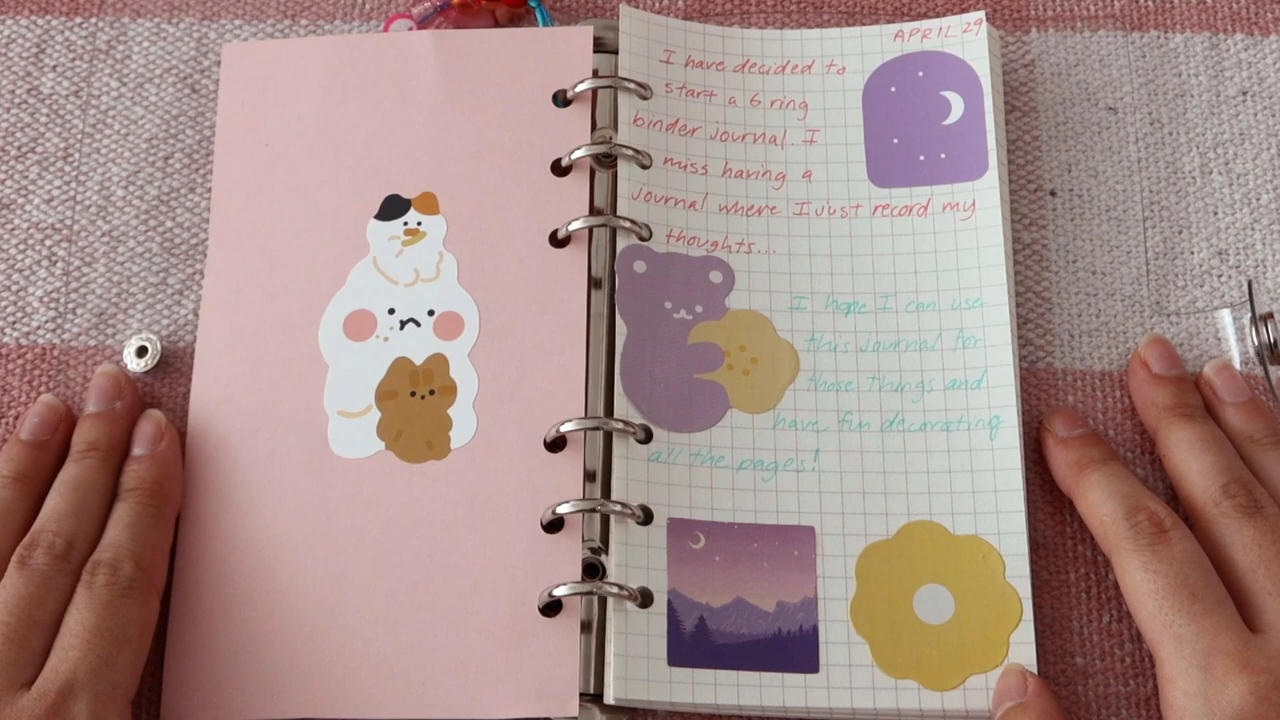 APRIL 29
I have decided to
start a 6 ring
binder journal. I
miss having a
journal where I just record my
thoughts...
I hope I can use
this journal for
those things and
have fun decorating
all the pages!